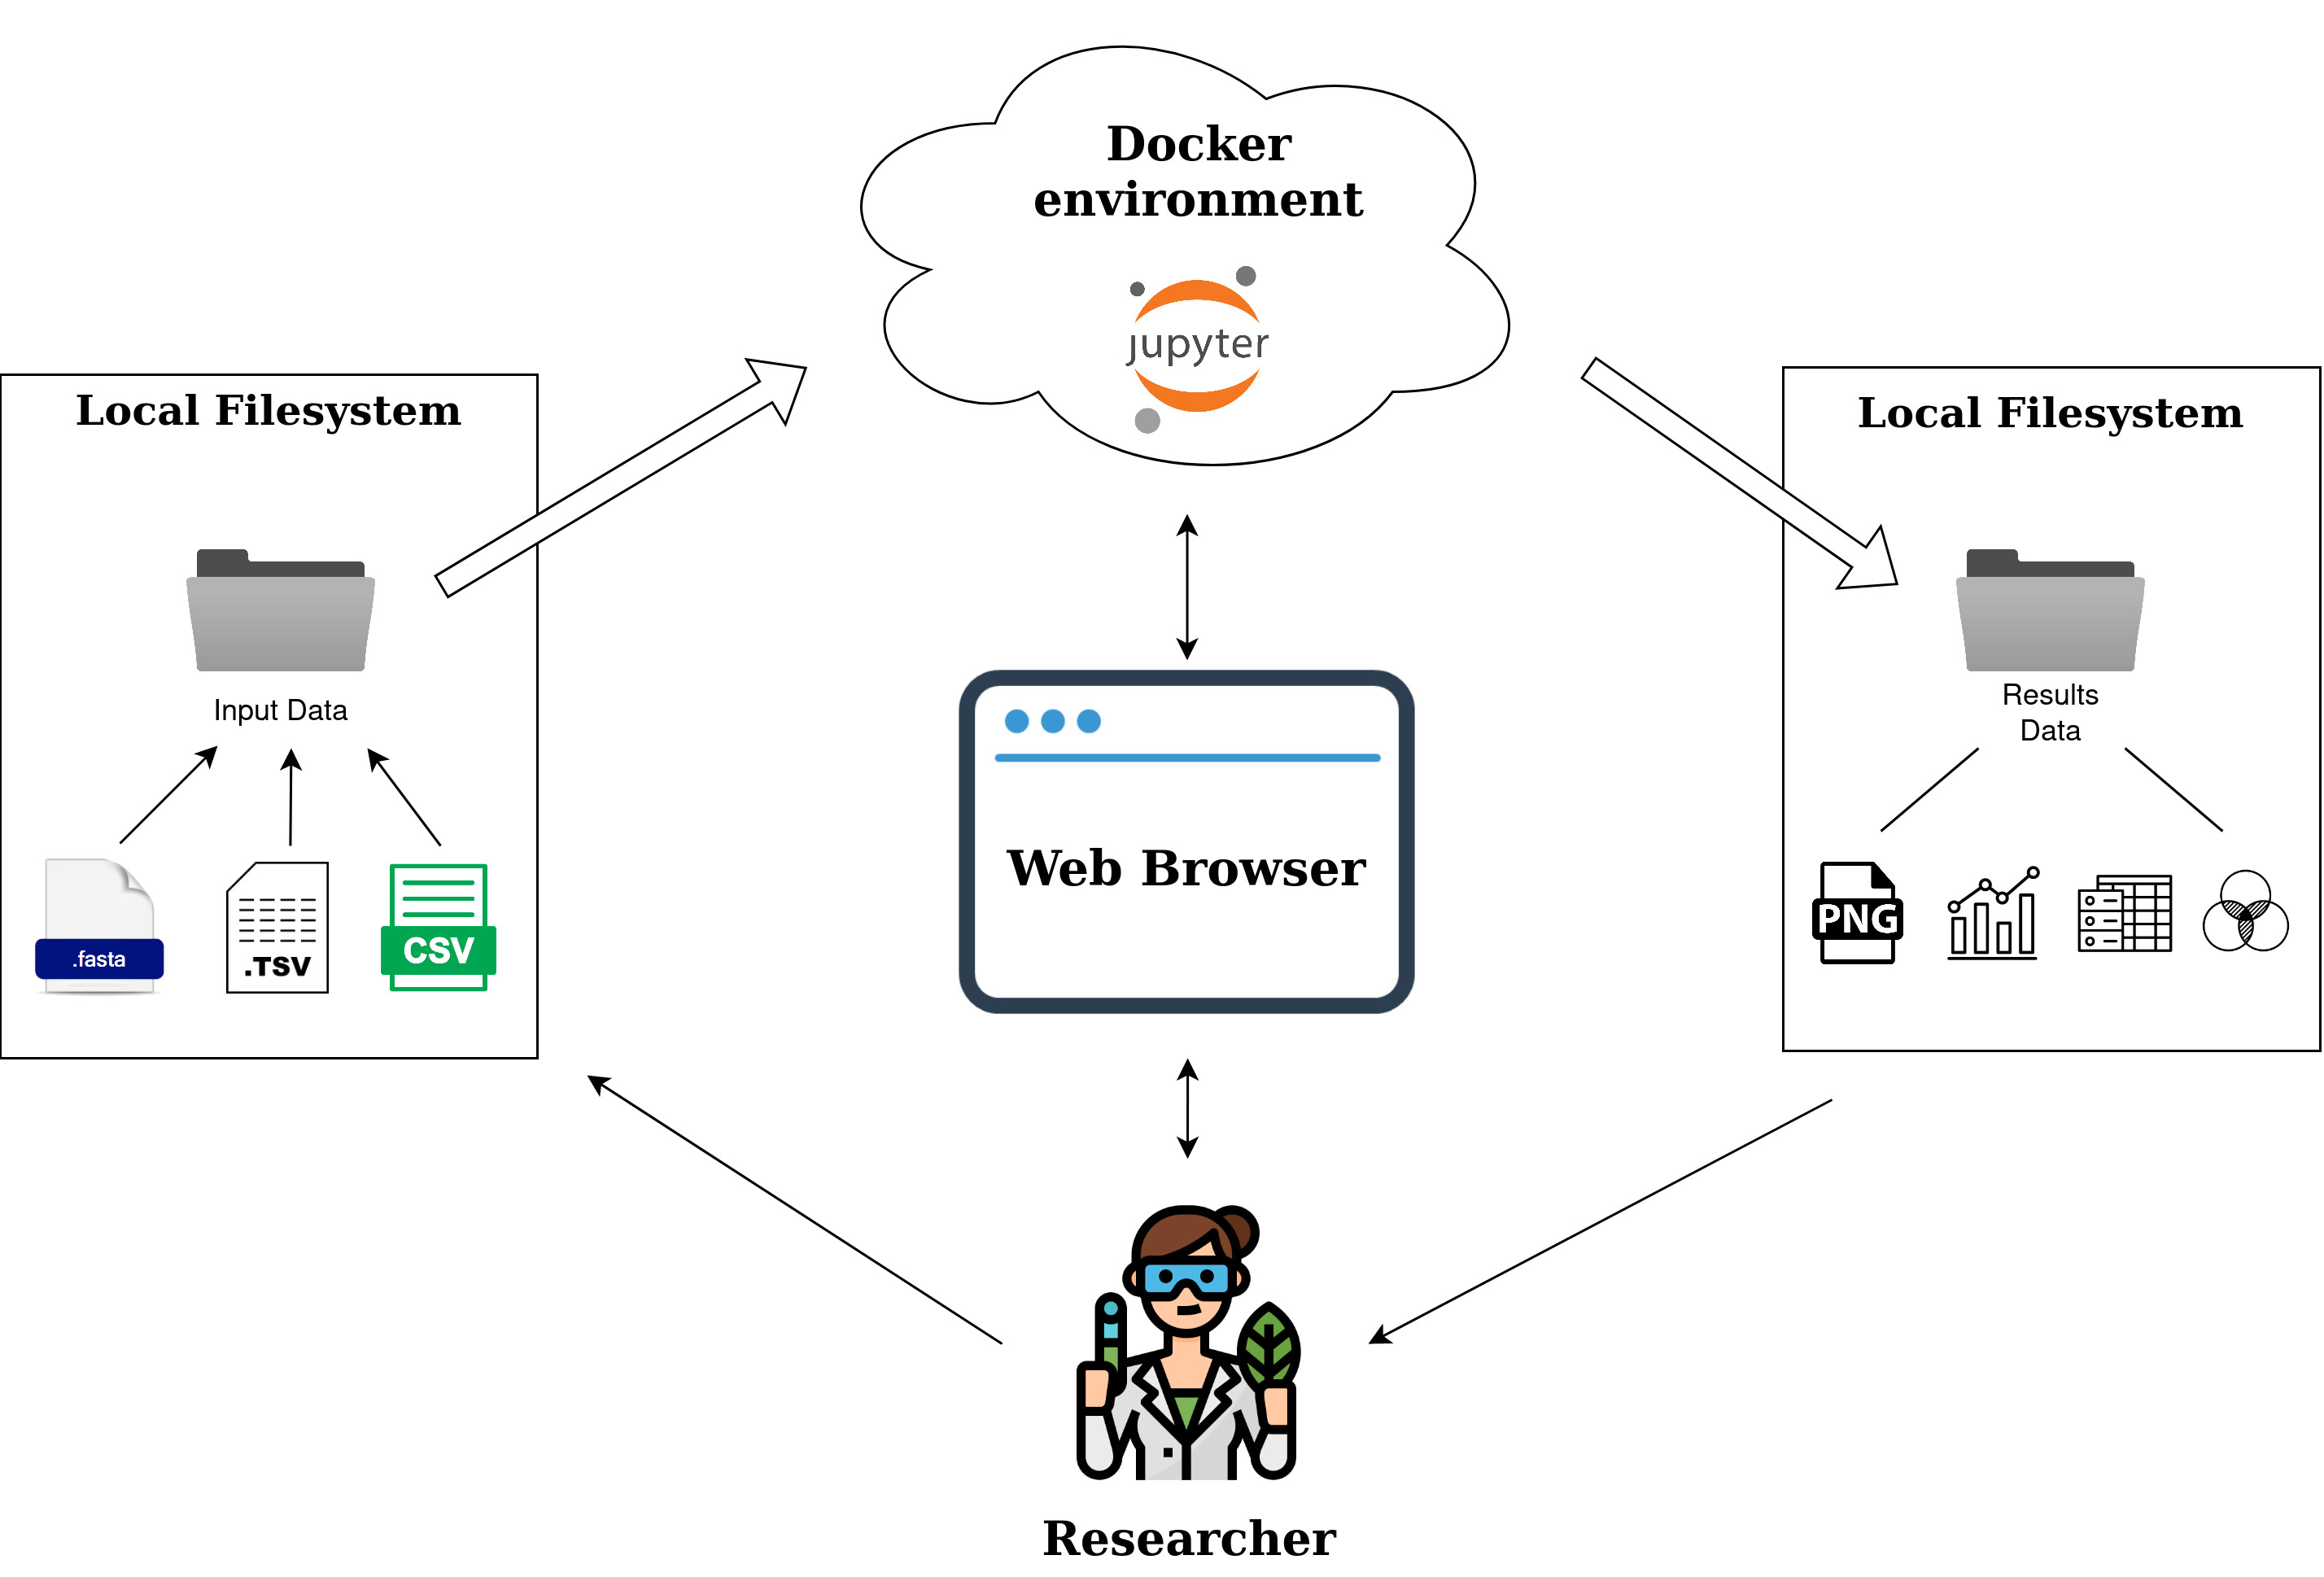 Docker
environment
jupyter
Local Filesystem
Input Data
.fasta
.TSV
CSV
Local Filesystem
Results
Data
PNG
Web Browser
Researcher